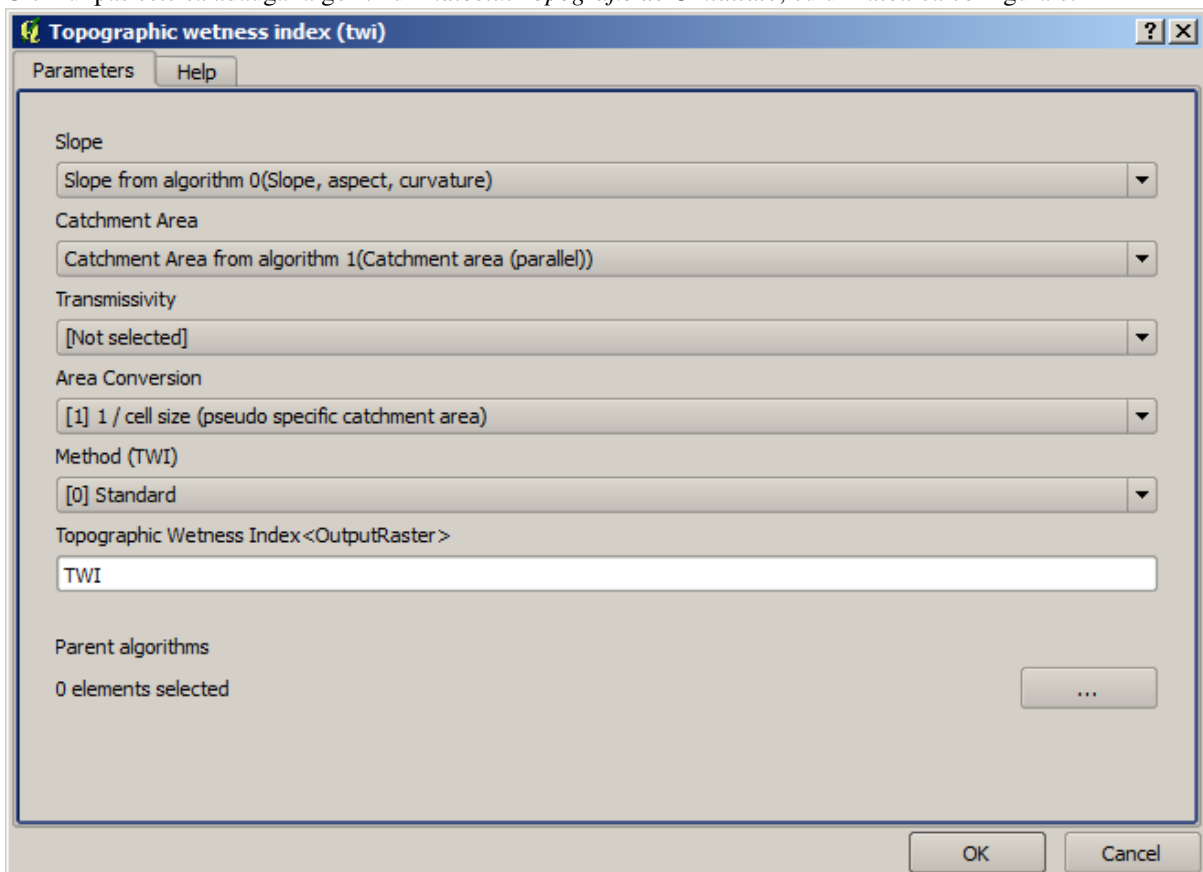 Topographic wetness index (twi)
Parameters Help
Slope
Slope from algorithm 0(Slope, aspect, curvature)
Catchment Area
Catchment Area from algorithm 1(Catchment area (parallel))
Transmissivity
[Not selected]
Area Conversion
[1] 1 / cell size (pseudo specific catchment area)
Method (TWI)
[0] Standard
Topographic Wetness Index<OutputRaster>
TWI
Parent algorithms
0 elements selected ...
OK Cancel